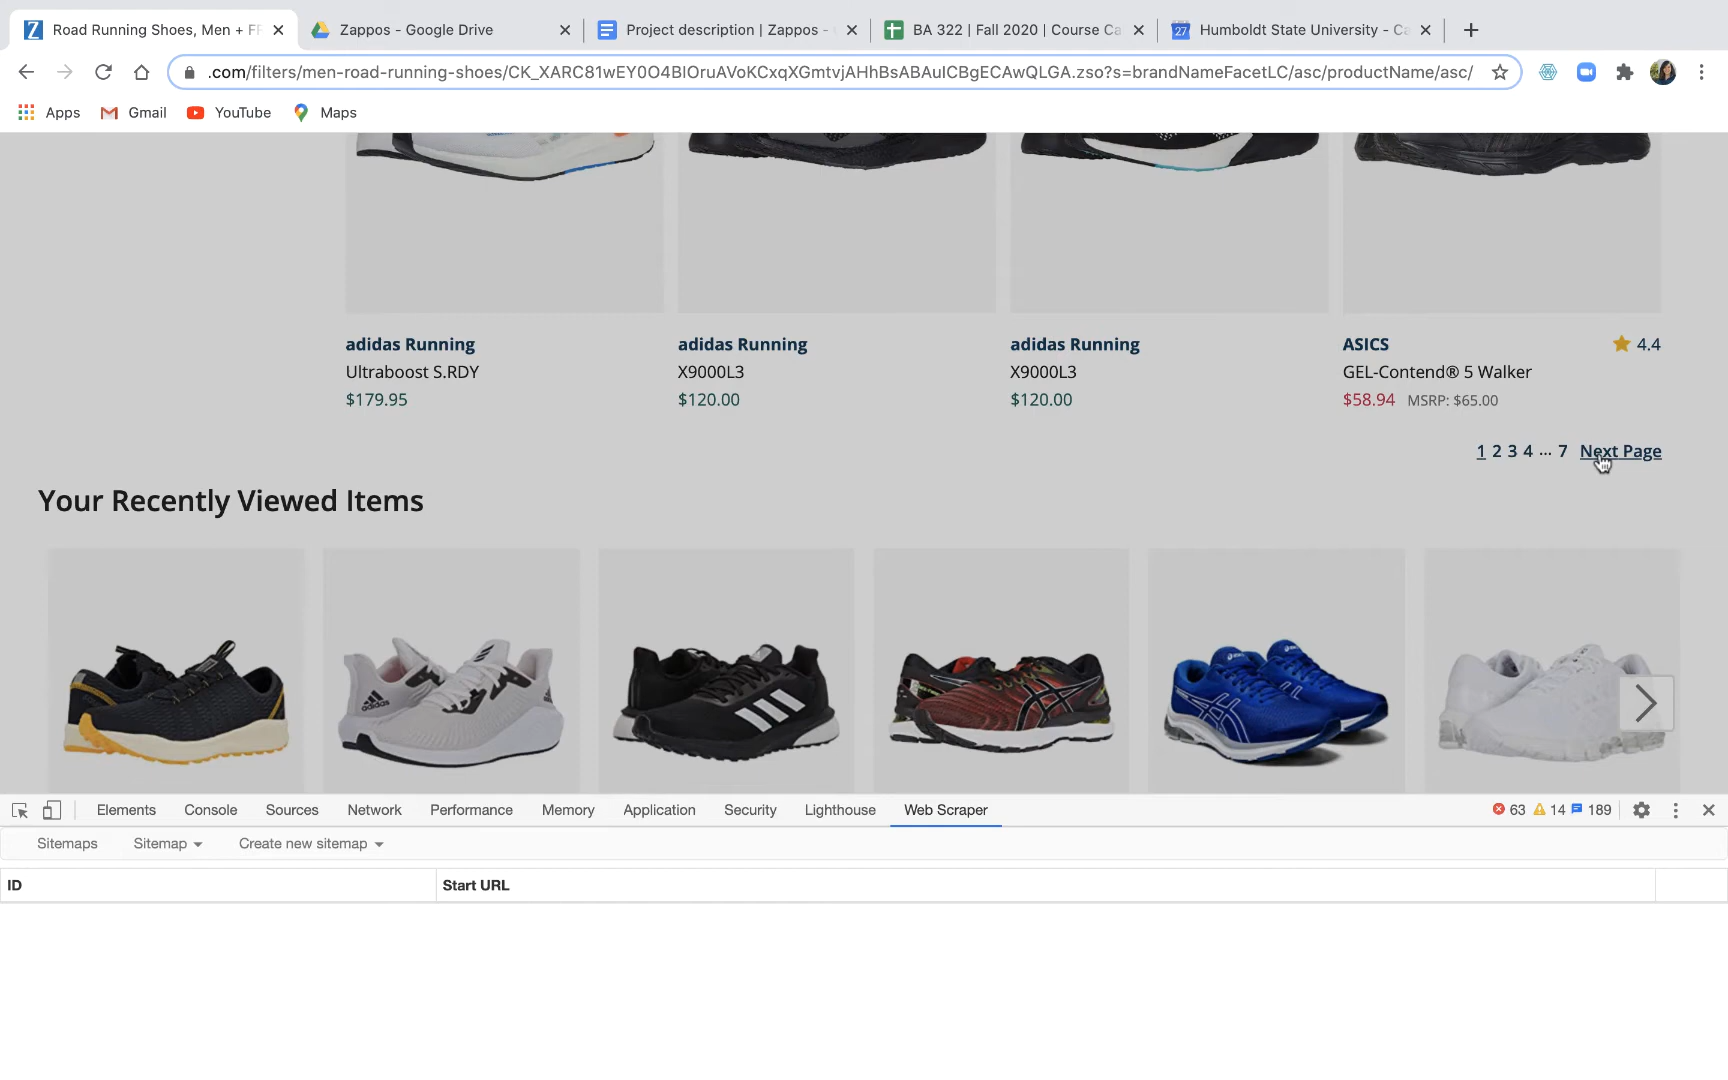 Road Running Shoes, Men + FR
Zappos - Google Drive
Project description | Zappos -
BA 322 | Fall 2020 | Course Ca
27
Humboldt State University - Ca
.com/filters/men-road-running-shoes/CK_XARC81wEY0O4BIOruAVoKCxqXGmtvjAHhBsABAuICBgECAwQLGA.zso?s=brandNameFacetLC/asc/productName/asc/
Apps
Gmail
YouTube
Maps
adidas Running
Ultraboost S.RDY
$179.95
adidas Running
X9000L3
$120.00
adidas Running
X9000L3
$120.00
ASICS
4.4
GEL-Contend® 5 Walker
$58.94 MSRP: $65.00
1 2 3 4 ... 7 Next Page
Your Recently Viewed Items
Elements Console Sources Network Performance Memory Application Security Lighthouse Web Scraper 63 14 189
Sitemaps Sitemap Create new sitemap
ID Start URL